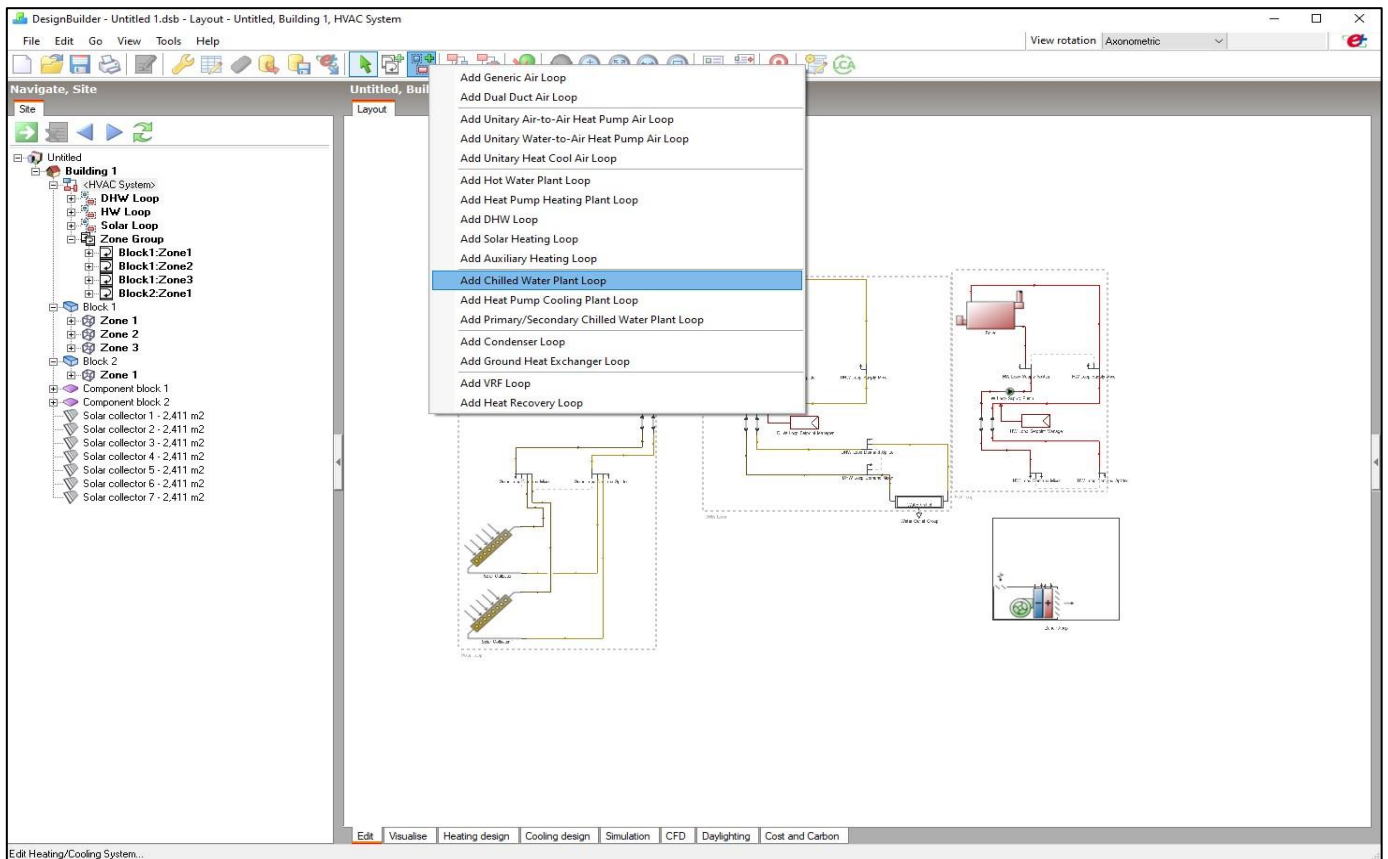 DesignBuilder - Untitled 1.dsb - Layout - Untitled, Building 1, HVAC System
File Edit Go View Tools Help
View rotation Axonometric
Navigate, Site
Site
Untitled
Building 1
<HVAC System>
DHW Loop
HW Loop
Solar Loop
Zone Group
Block1:Zone1
Block1:Zone2
Block1:Zone3
Block2:Zone1
Block 1
Zone 1
Zone 2
Zone 3
Block 2
Zone 1
Component block 1
Component block 2
Solar collector 1 - 2,411 m2
Solar collector 2 - 2,411 m2
Solar collector 3 - 2,411 m2
Solar collector 4 - 2,411 m2
Solar collector 5 - 2,411 m2
Solar collector 6 - 2,411 m2
Solar collector 7 - 2,411 m2
Untitled, Buil
Layout
Add Generic Air Loop
Add Dual Duct Air Loop
Add Unitary Air-to-Air Heat Pump Air Loop
Add Unitary Water-to-Air Heat Pump Air Loop
Add Unitary Heat Cool Air Loop
Add Hot Water Plant Loop
Add Heat Pump Heating Plant Loop
Add DHW Loop
Add Solar Heating Loop
Add Auxiliary Heating Loop
Add Chilled Water Plant Loop
Add Heat Pump Cooling Plant Loop
Add Primary/Secondary Chilled Water Plant Loop
Add Condenser Loop
Add Ground Heat Exchanger Loop
Add VRF Loop
Add Heat Recovery Loop
Edit Visualise Heating design Cooling design Simulation CFD Daylighting Cost and Carbon
Edit Heating/Cooling System...